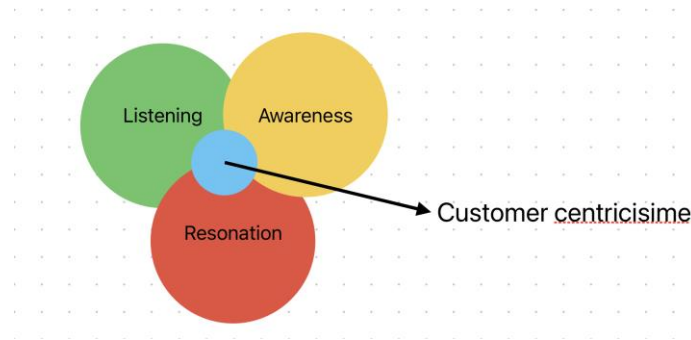 Listening
Awareness
Customer centricisime
Resonation